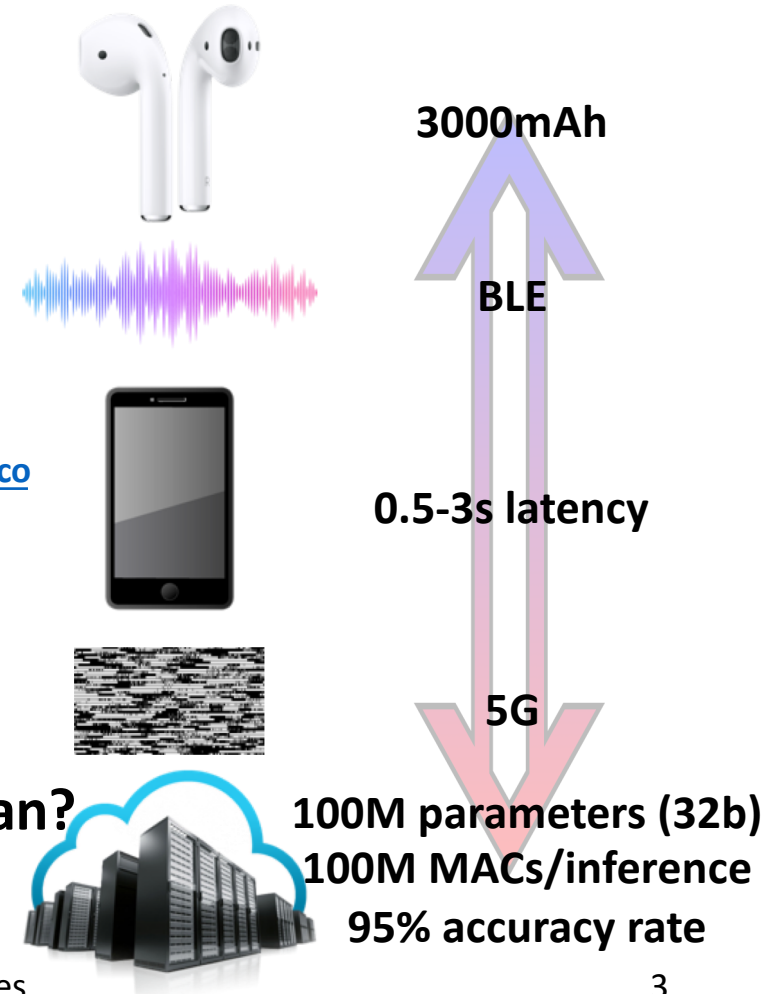 3000mAh
BLE
co
0.5-3s latency
5G
an?
100M parameters (32b)
100M MACs/inference
95% accuracy rate
es
3